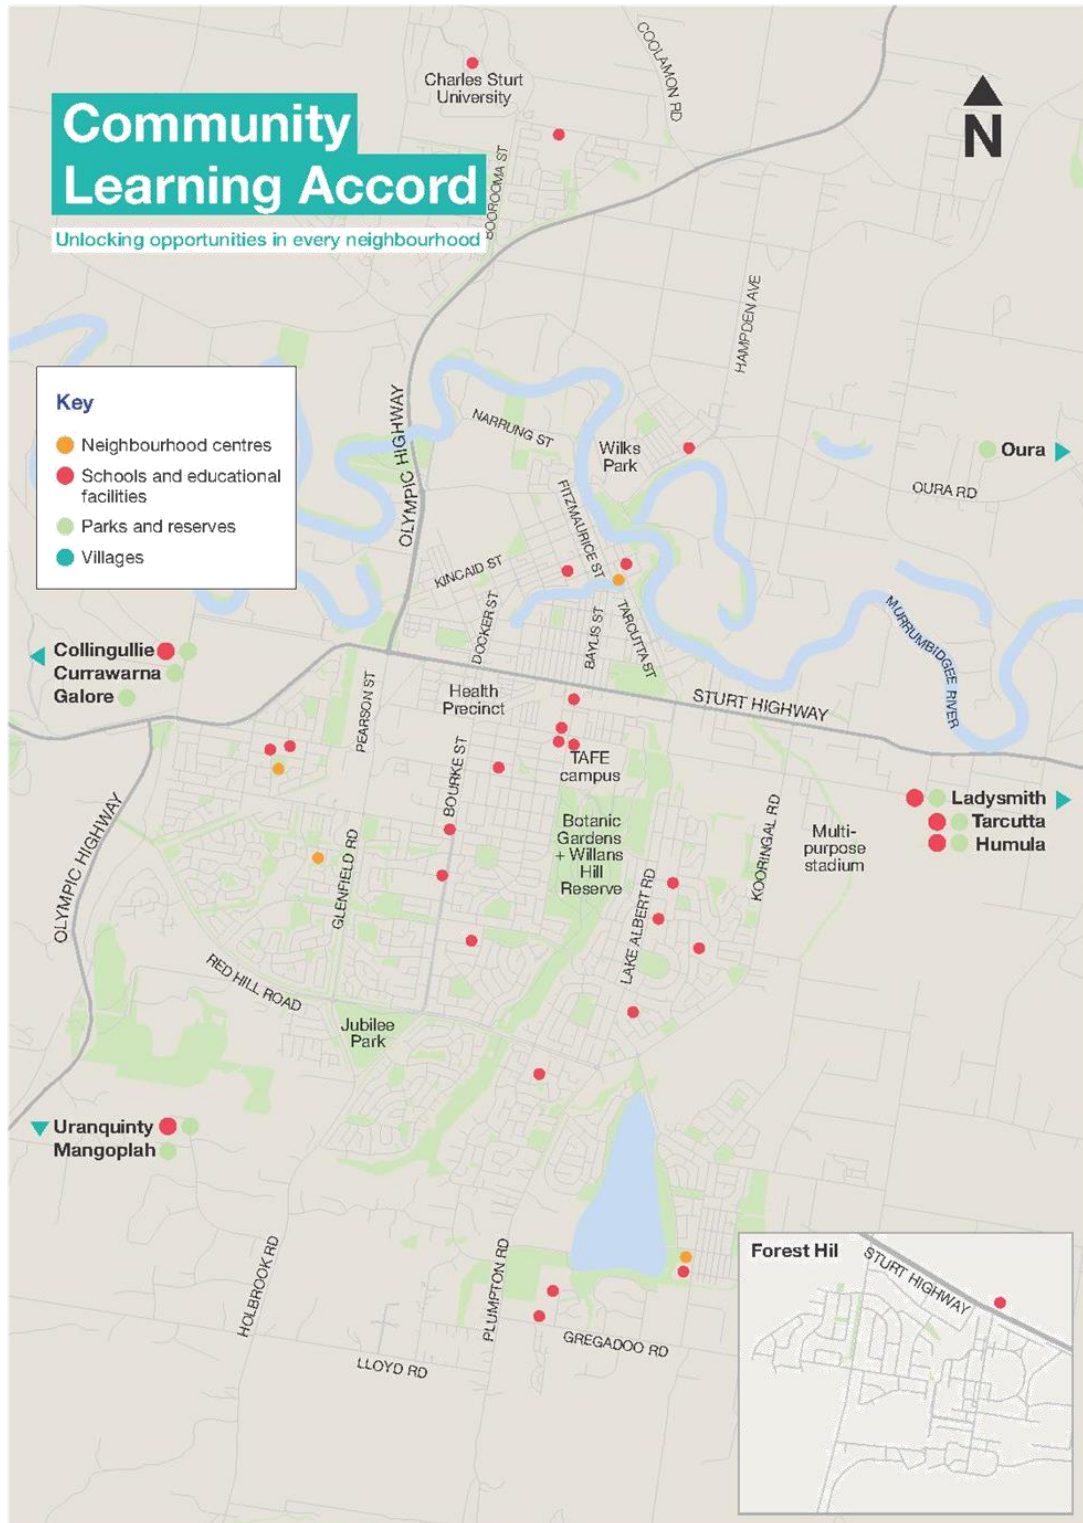 Community
Learning Accord
Unlocking opportunities in every neighbourhood
Charles Sturt
University
COOLAMON RD
N
BOOROOMA ST
HAMPDEN AVE
Key
Neighbourhood centres
Schools and educational
facilities
Parks and reserves
Villages
OLYMPIC HIGHWAY
NARRUNG ST
Wilks
Park
Oura
OURA RD
FITZMAURICE ST
KINCAID ST
DOCKER ST
BAYLIS ST
TARCUTTA ST
MURRUMBIDGEE RIVER
Collingullie
Currawarna
Galore
PEARSON ST
Health
Precinct
STURT HIGHWAY
BOURKE ST
TAFE
campus
Ladysmith
Tarcutta
Humula
OLYMPIC HIGHWAY
GLENFIELD RD
Botanic
Gardens
+ Willans
Hill
Reserve
LAKE ALBERT RD
KOORINGAL RD
Multi-
purpose
stadium
RED HILL ROAD
Jubilee
Park
Uranquinty
Mangoplah
HOLBROOK RD
PLUMPTON RD
LLOYD RD
GREGADOO RD
Forest Hil
STURT HIGHWAY